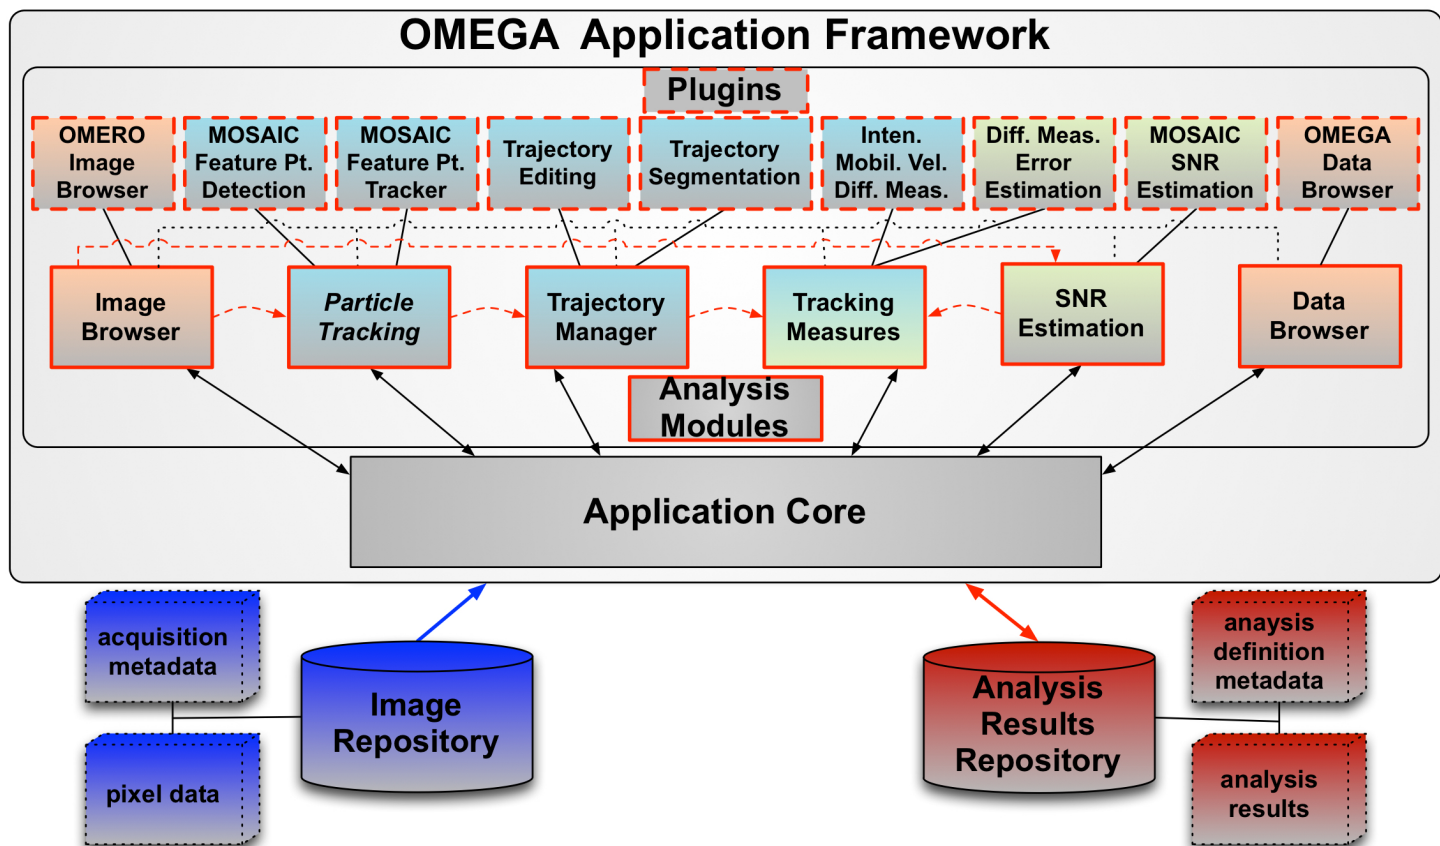 OMEGA Application Framework
Plugins
OMERO
Image
Browser
MOSAIC
Feature Pt.
Detection
MOSAIC
Feature Pt.
Tracker
Trajectory
Editing
Trajectory
Segmentation
Inten.
Mobil. Vel.
Diff. Meas.
Diff. Meas.
Error
Estimation
MOSAIC
SNR
Estimation
OMEGA
Data
Browser
Image
Browser
Particle
Tracking
Trajectory
Manager
Tracking
Measures
SNR
Estimation
Data
Browser
Analysis
Modules
Application Core
acquisition
metadata
pixel data
Image
Repository
Analysis
Results
Repository
anaysis
definition
metadata
analysis
results